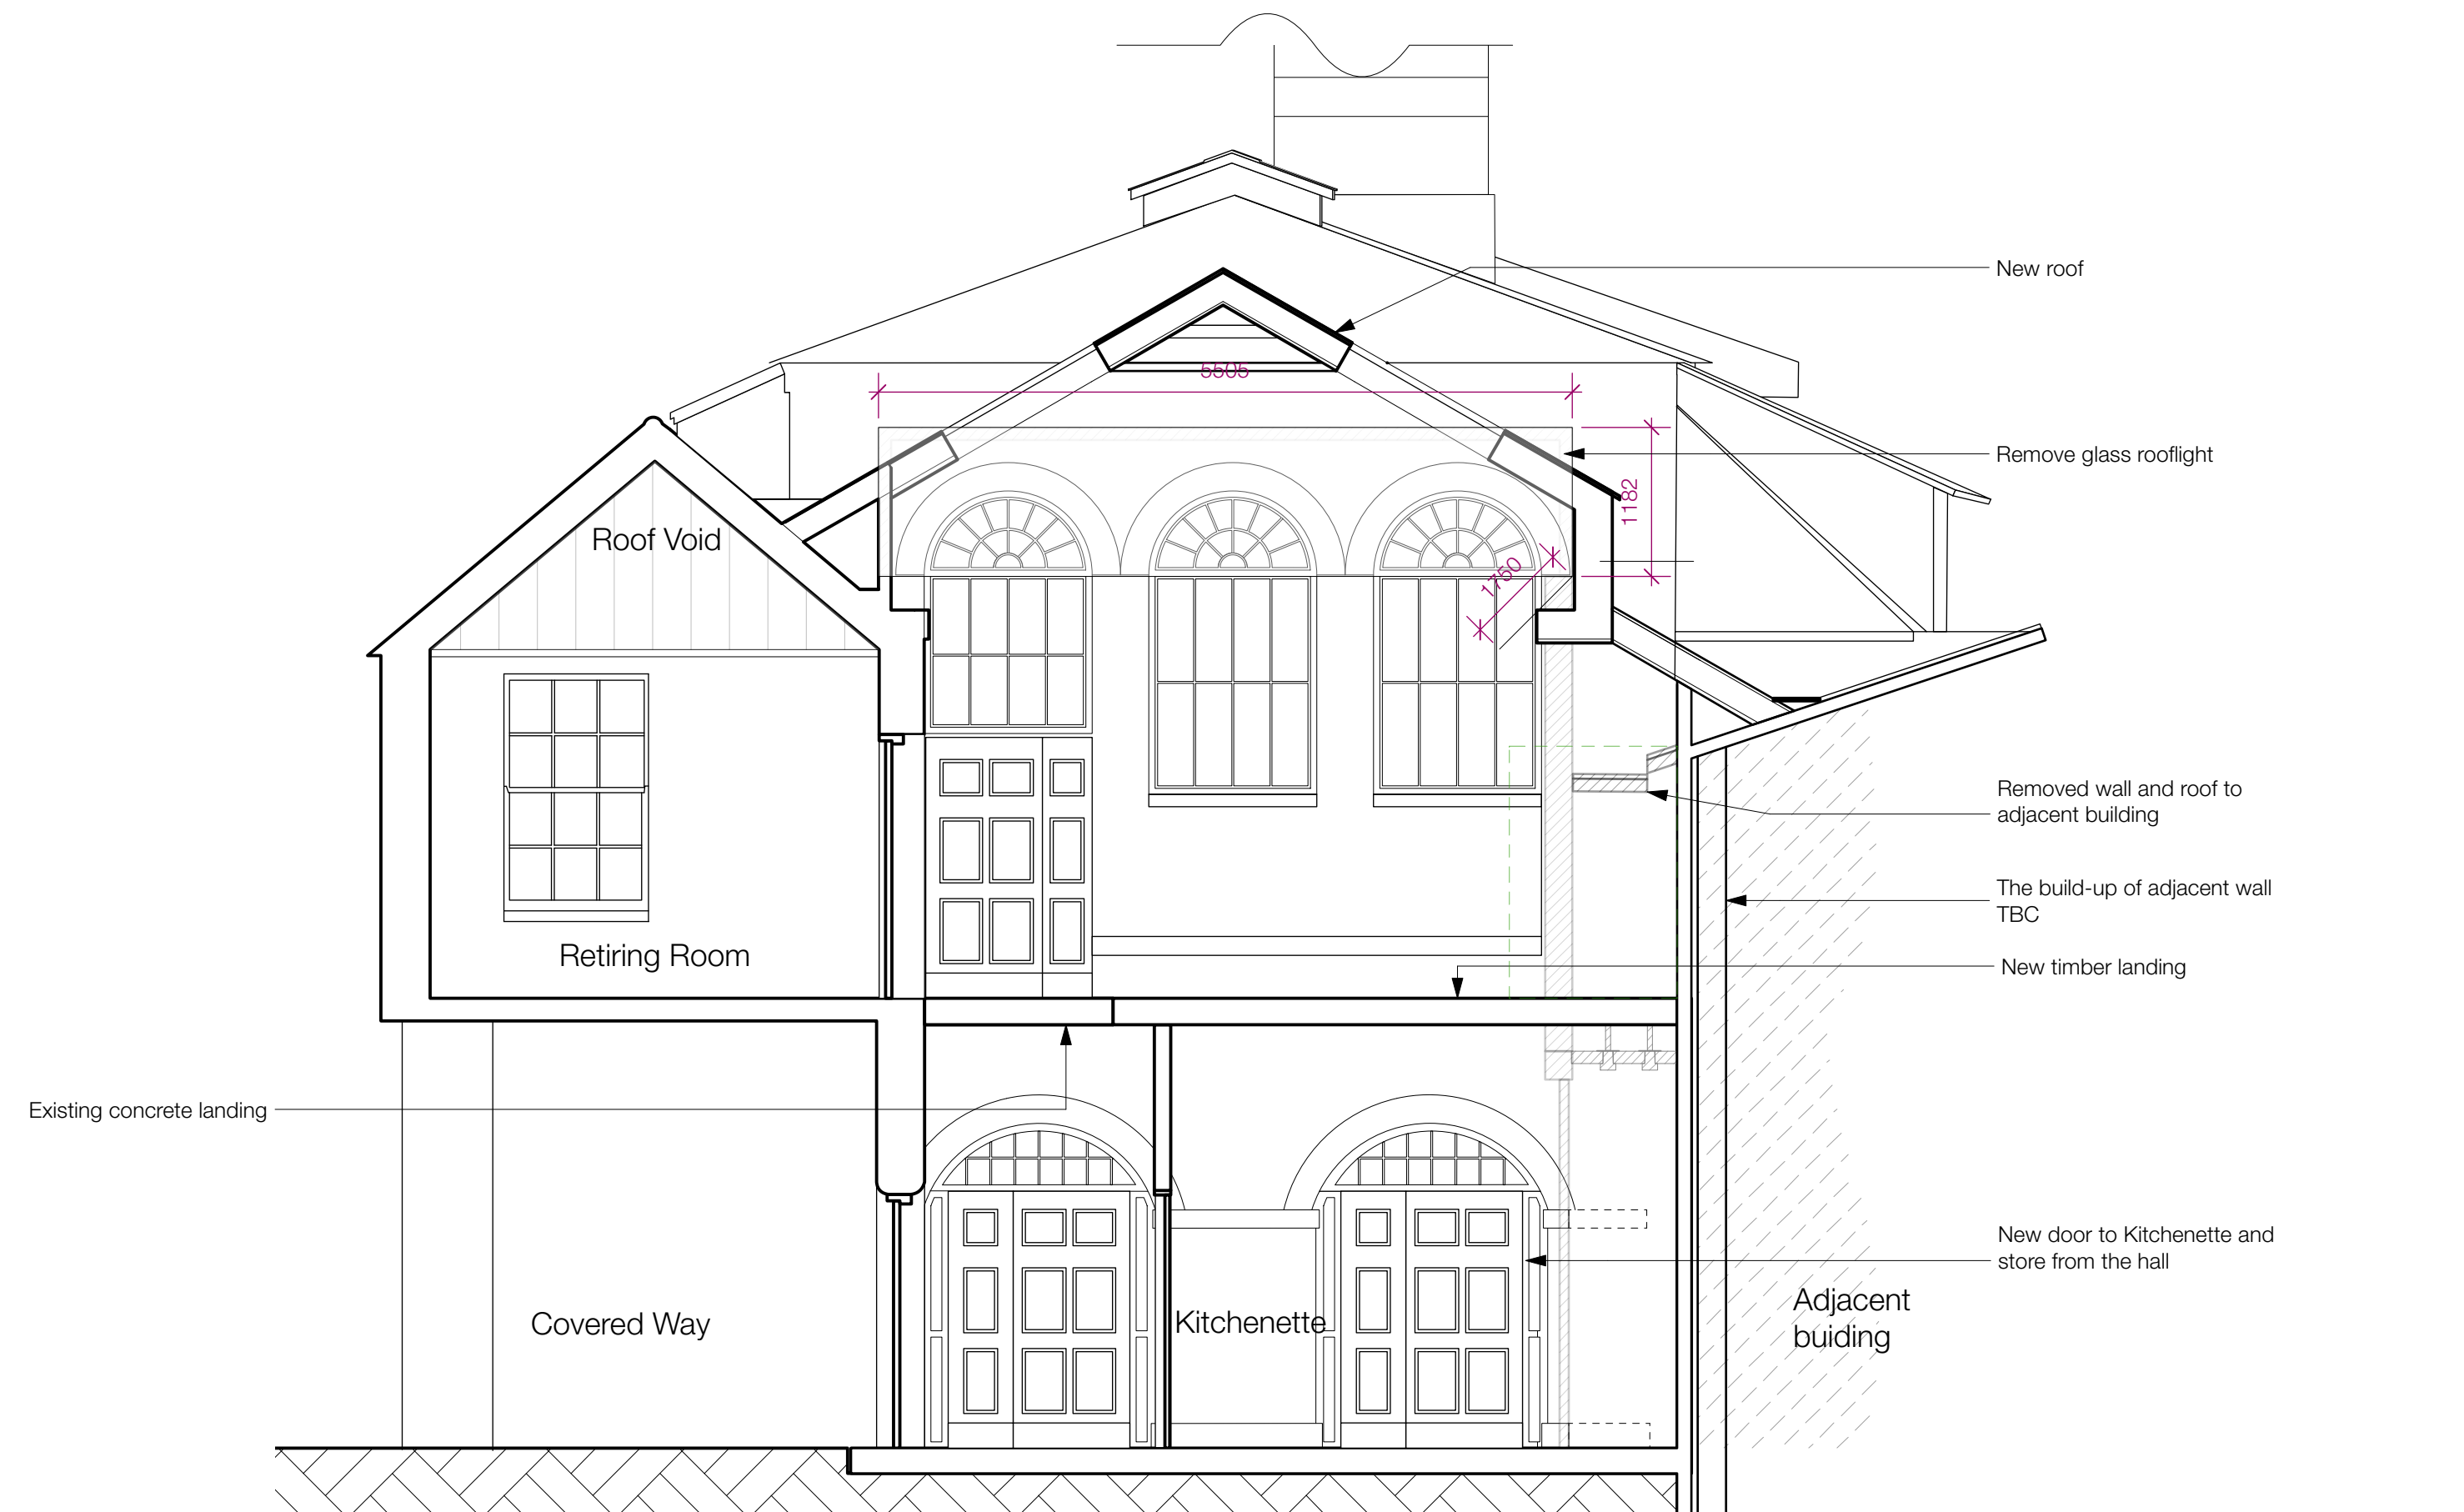 New roof
5505
Remove glass rooflight
1182
Roof Void
1750
Removed wall and roof to
adjacent building
The build-up of adjacent wall
TBC
Retiring Room
New timber landing
Existing concrete landing
New door to Kitchenette and
store from the hall
Covered Way
Kitchenette
Adjacent
buiding